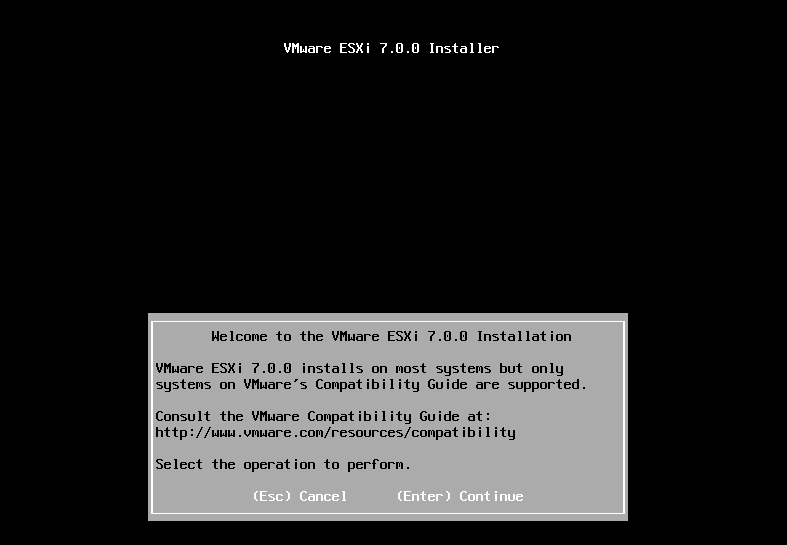 VMware ESXi 7.0.0 Installer
Welcome to the VMware ESXi 7.0.0 Installation
VMware ESXi 7.0.0 installs on most systems but only
systems on VMware's Compatibility Guide are supported.
Consult the VMware Compatibility Guide at:
http://www.vmware.com/resources/compatibility
Select the operation to perform.
(Esc) Cancel (Enter) Continue